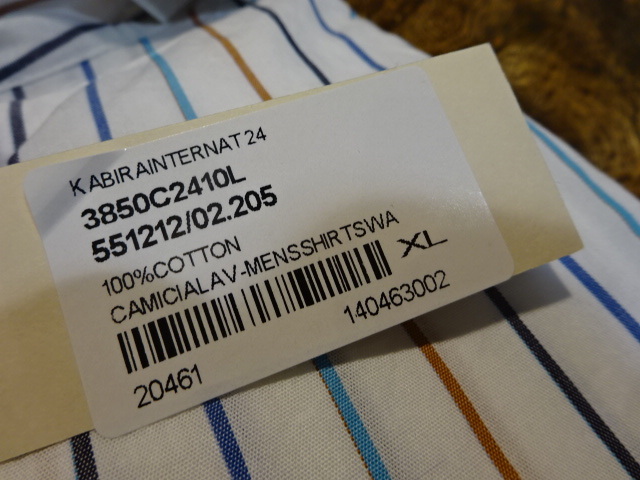 KABIRAINTERNAT 24
3850C2410L
551212/02.205
100%COTTON
CAMICIALAV-MENSSHIRTSWA
XL
140463002
20461